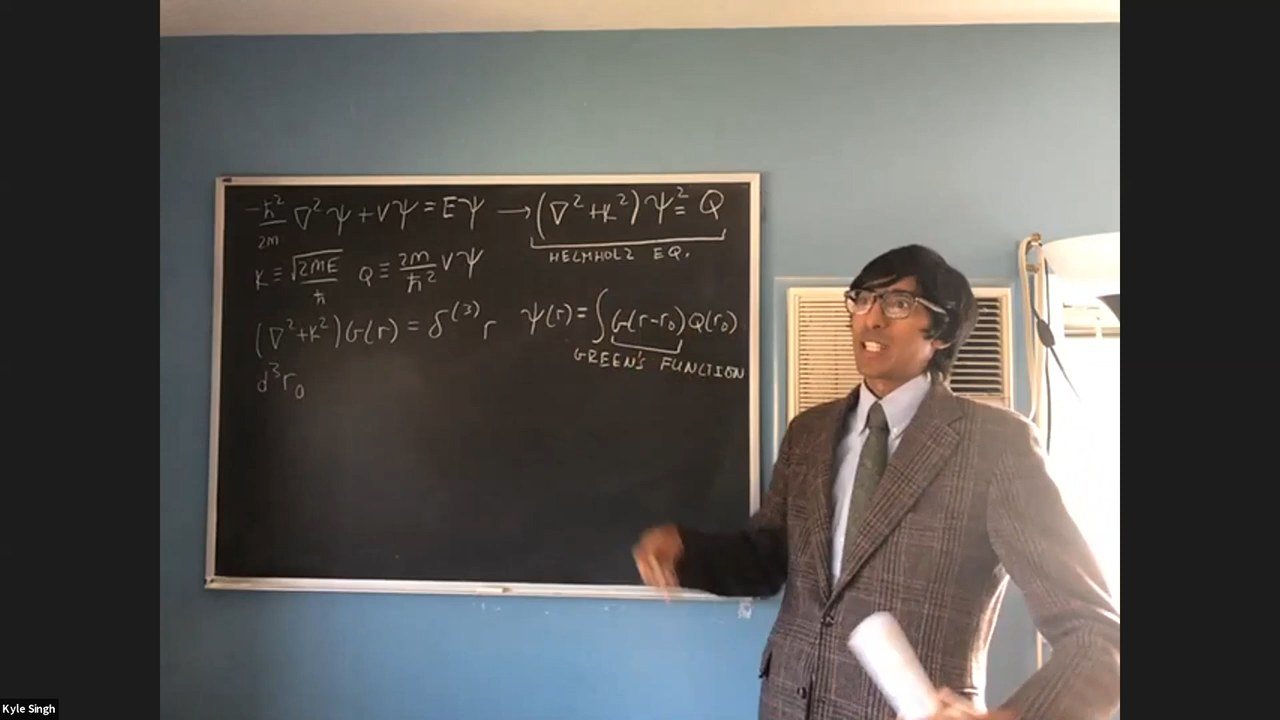 -ħ²/2m ∇²ψ + Vψ = Eψ → (∇² + k²) ψ² = Q
HELMHOLZ EQ.
K ≡ √2mE/ħ Q ≡ 2m/ħ² Vψ
(∇² + k²) G(r) = δ⁽³⁾ r ψ(r) = ∫ G(r-r₀) Q(r₀)
GREEN'S FUNCTION
d³r₀
Kyle Singh